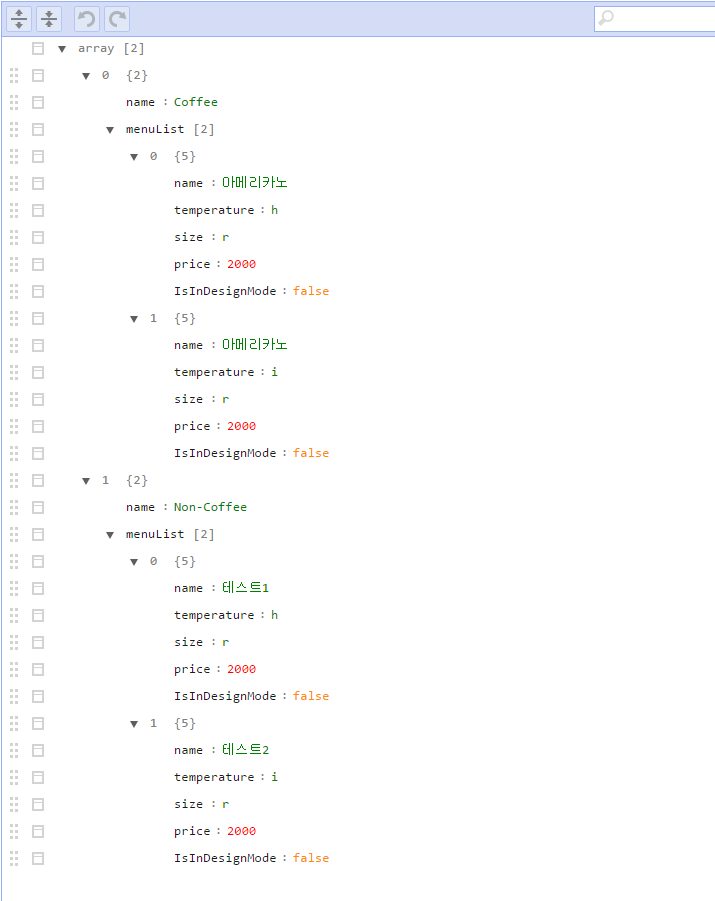 array [2]
0 {2}
name : Coffee
menuList [2]
0 {5}
name : 아메리카노
temperature : h
size : r
price : 2000
IsInDesignMode : false
1 {5}
name : 아메리카노
temperature : i
size : r
price : 2000
IsInDesignMode : false
1 {2}
name : Non-Coffee
menuList [2]
0 {5}
name : 테스트1
temperature : h
size : r
price : 2000
IsInDesignMode : false
1 {5}
name : 테스트2
temperature : i
size : r
price : 2000
IsInDesignMode : false